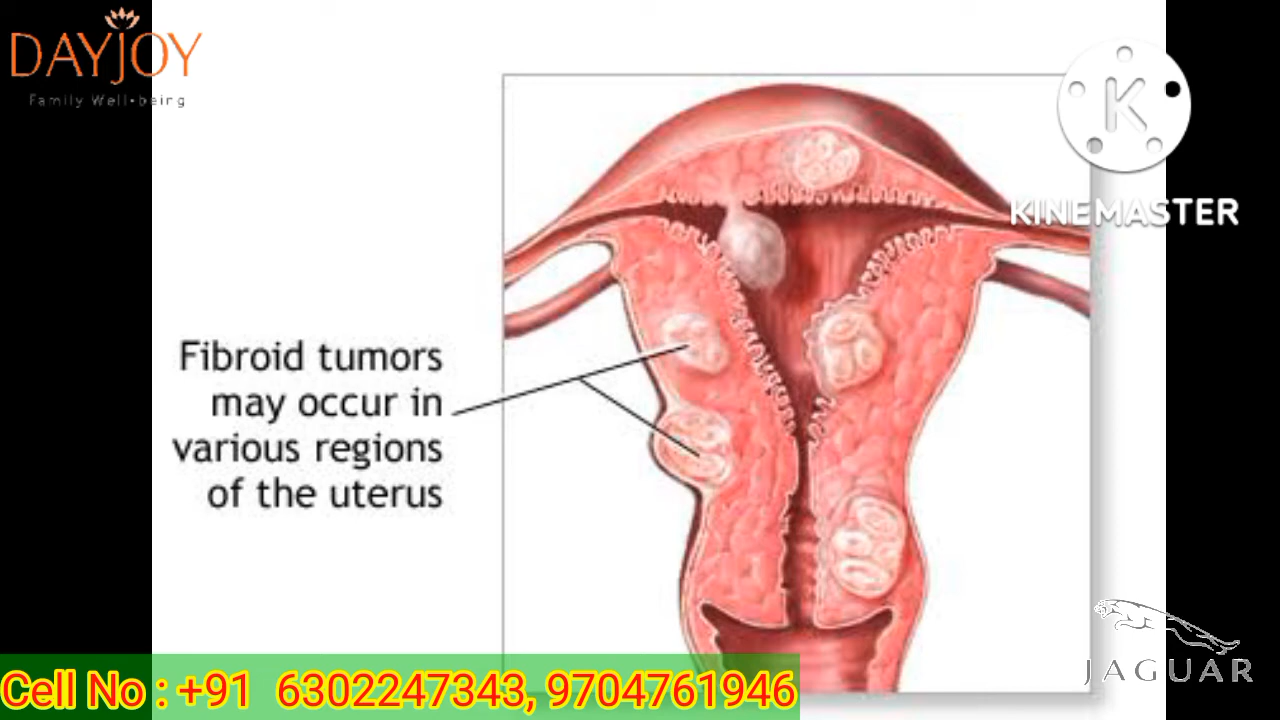 DAYJOY
Family Well•being
K
KINEMASTER
Fibroid tumors
may occur in
various regions
of the uterus
JAGUAR
Cell No : +91 6302247343, 9704761946